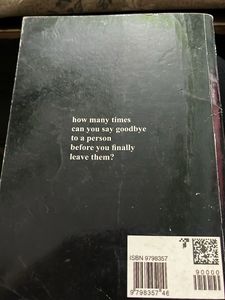 how many times
can you say goodbye
to a person
before you finally
leave them?
ISBN 9798357
90000
9 798357 46